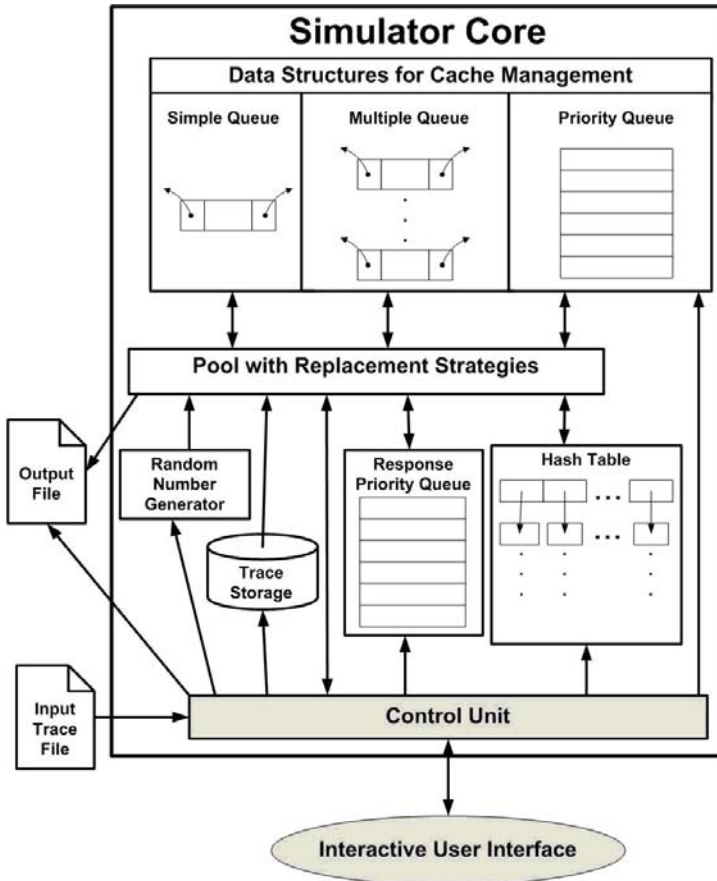 Simulator Core
Data Structures for Cache Management
Simple Queue
Multiple Queue
Priority Queue
Pool with Replacement Strategies
Output
File
Random
Number
Generator
Trace
Storage
Response
Priority Queue
Hash Table
Input
Trace
File
Control Unit
Interactive User Interface